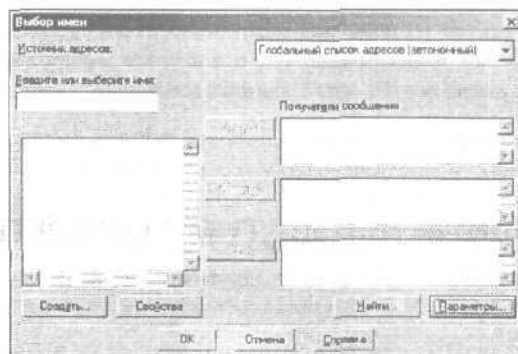 Выбор имен
Источник адресов:
Глобальный список адресов (автономный)
Введите или выберите имя:
Получатели сообщения
Создать...
Свойства
Найти...
Параметры...
ОК
Отмена
Справка